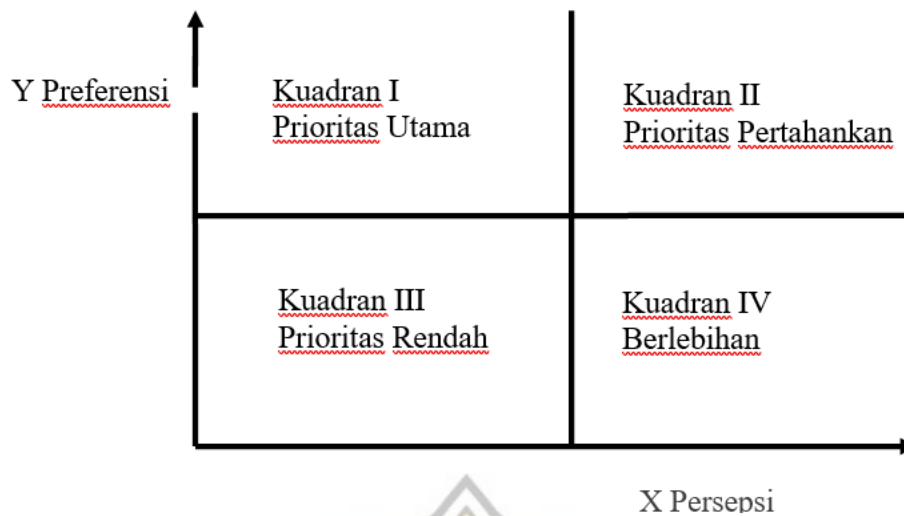 Y Preferensi
Kuadran I
Prioritas Utama
Kuadran II
Prioritas Pertahankan
Kuadran III
Prioritas Rendah
Kuadran IV
Berlebihan
X Persepsi